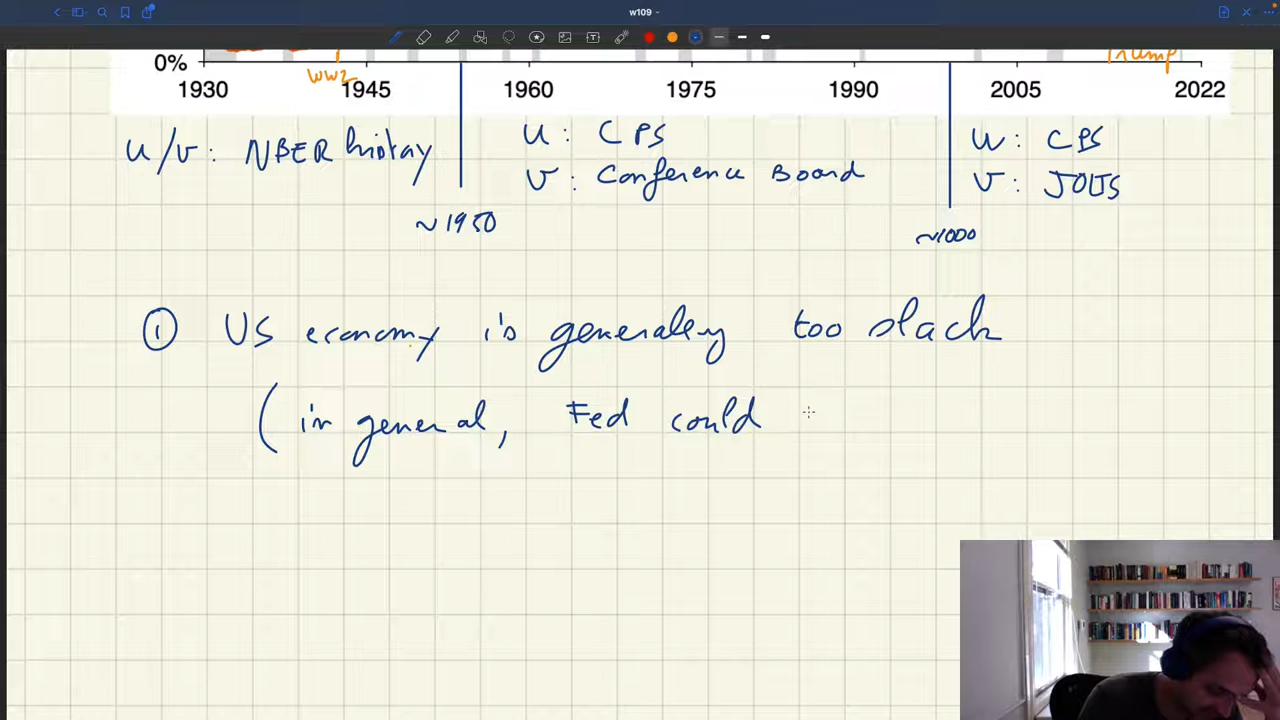 w109
0%
WW2
Trump
1930 1945 1960 1975 1990 2005 2022
u/v: NBER history
u: CPS
v: Conference Board
u: CPS
v: JOLTS
~1950
~1000
① US economy is generally too slack
(in general, Fed could